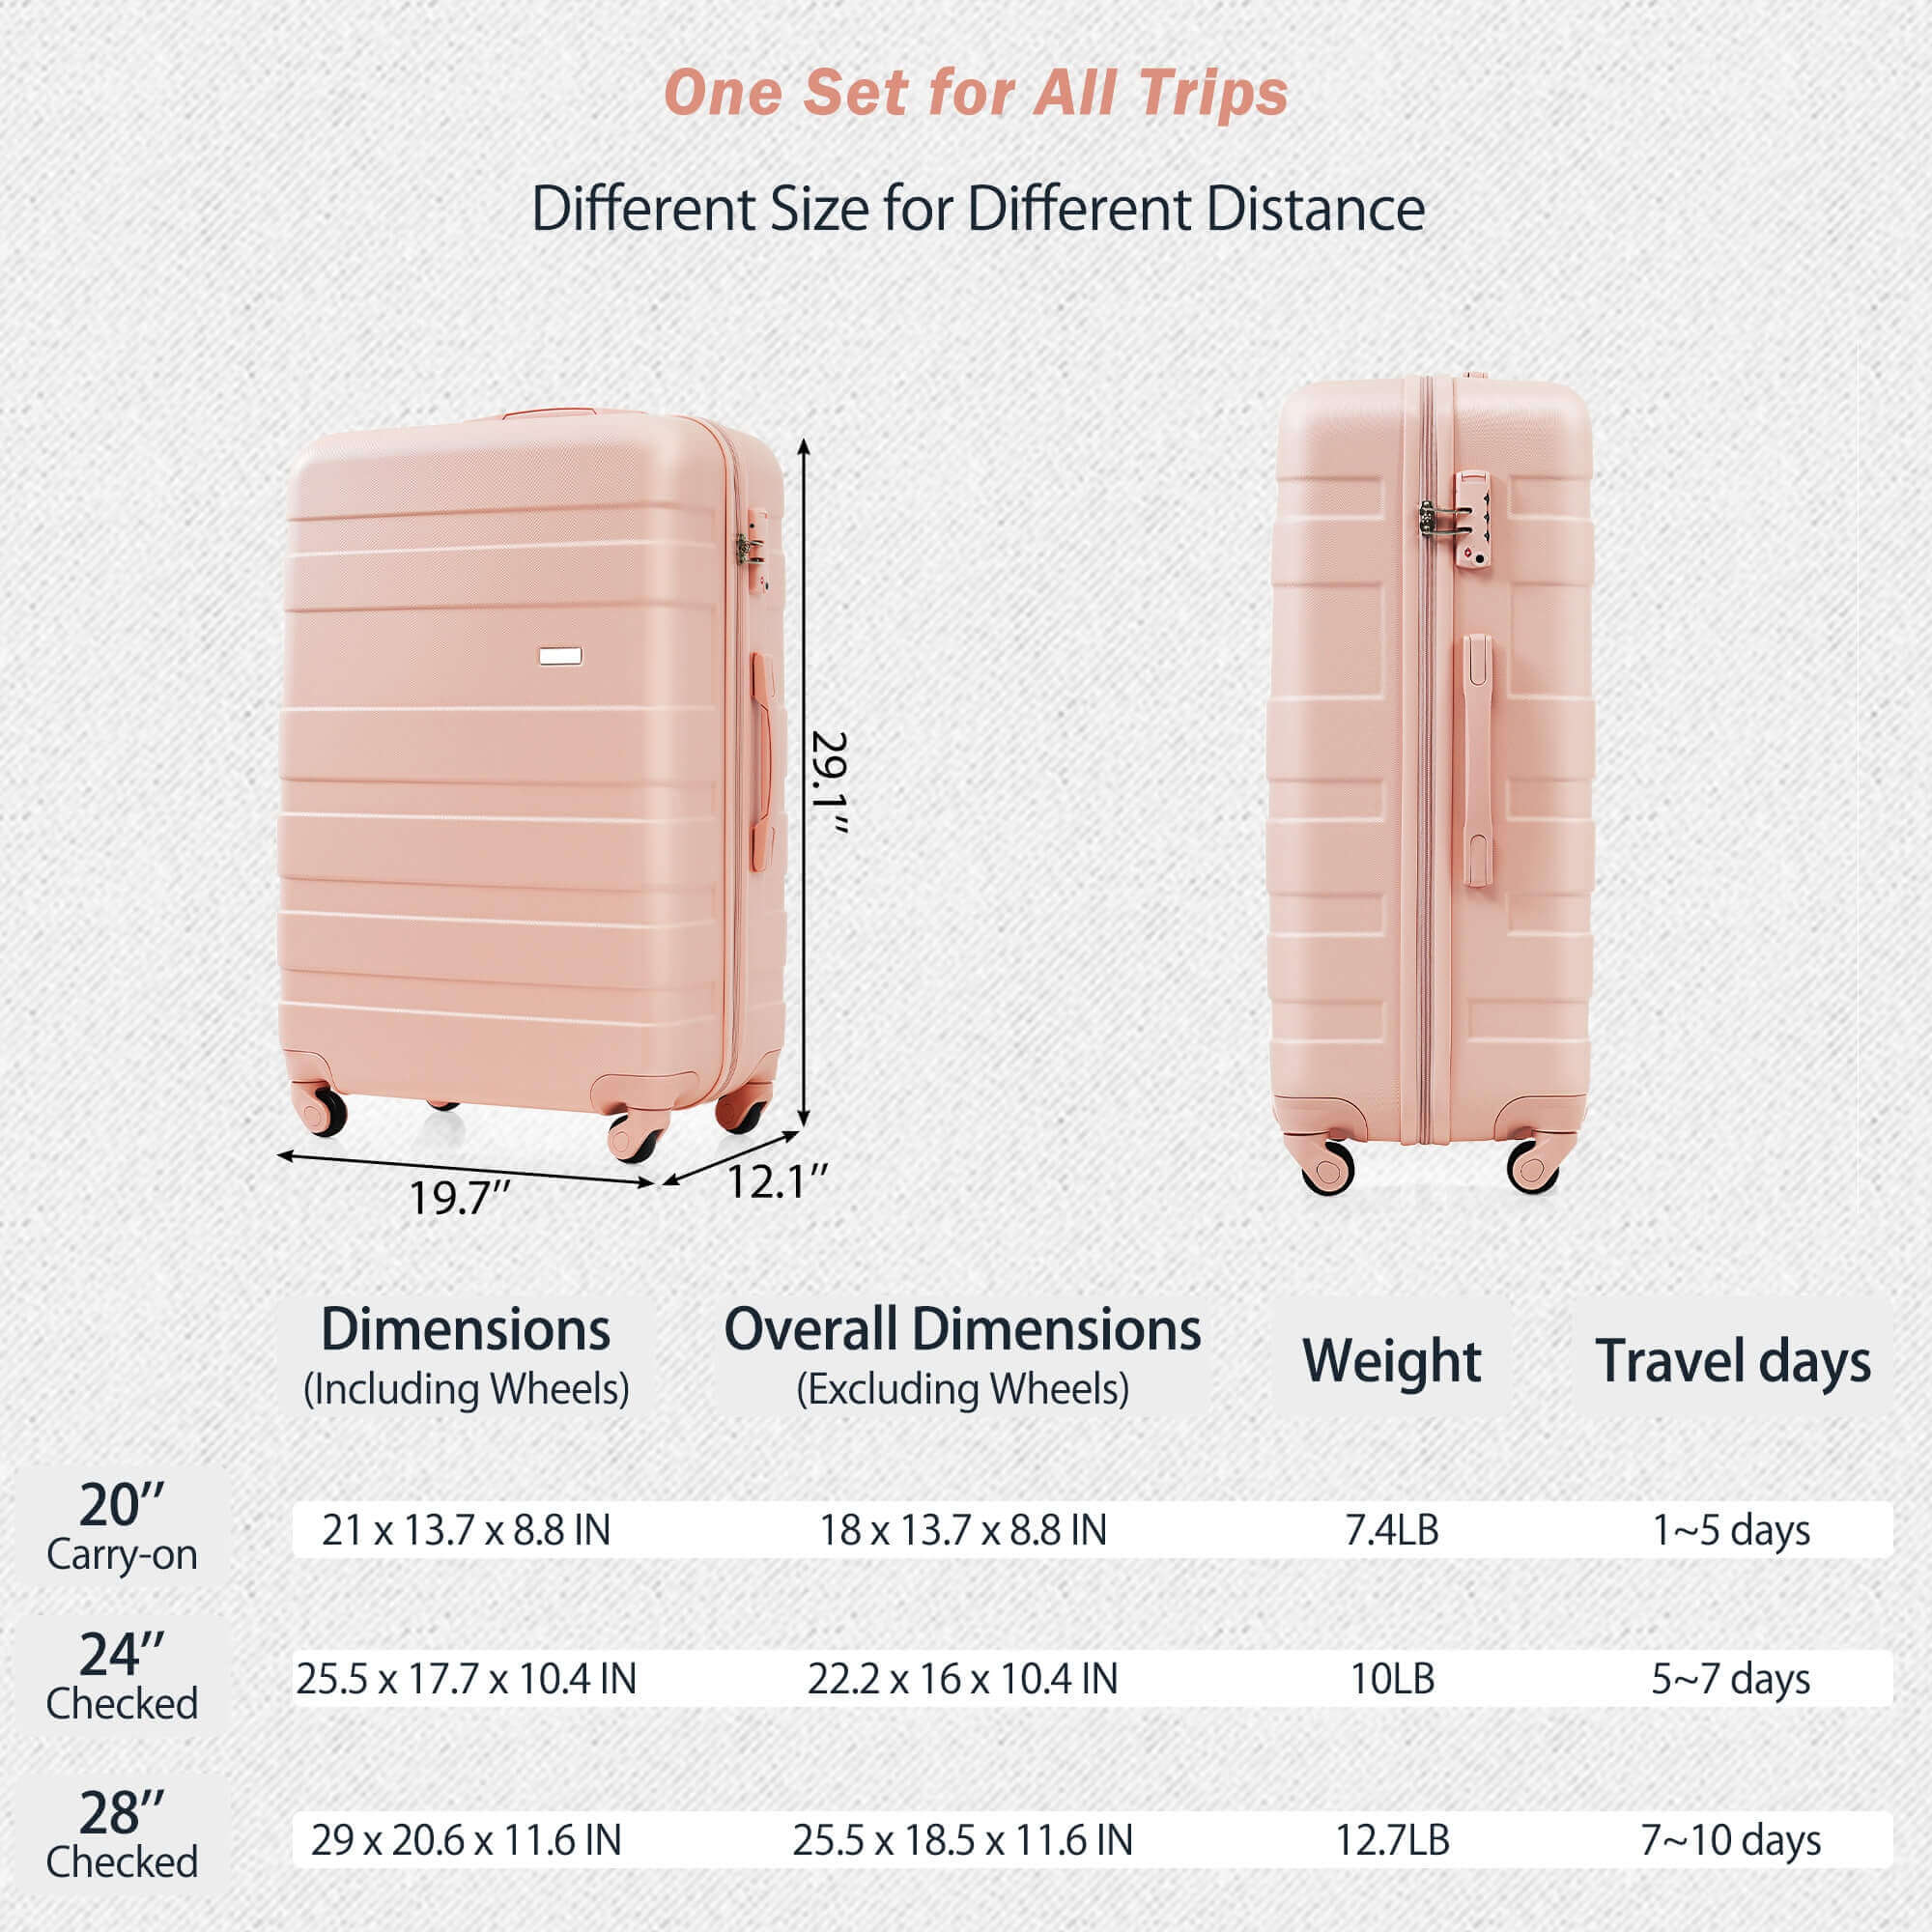 One Set for All Trips
Different Size for Different Distance
29.1''
19.7''
12.1''
Dimensions
(Including Wheels)
Overall Dimensions
(Excluding Wheels)
Weight
Travel days
20''
Carry-on
21 x 13.7 x 8.8 IN
18 x 13.7 x 8.8 IN
7.4LB
1~5 days
24''
Checked
25.5 x 17.7 x 10.4 IN
22.2 x 16 x 10.4 IN
10LB
5~7 days
28''
Checked
29 x 20.6 x 11.6 IN
25.5 x 18.5 x 11.6 IN
12.7LB
7~10 days